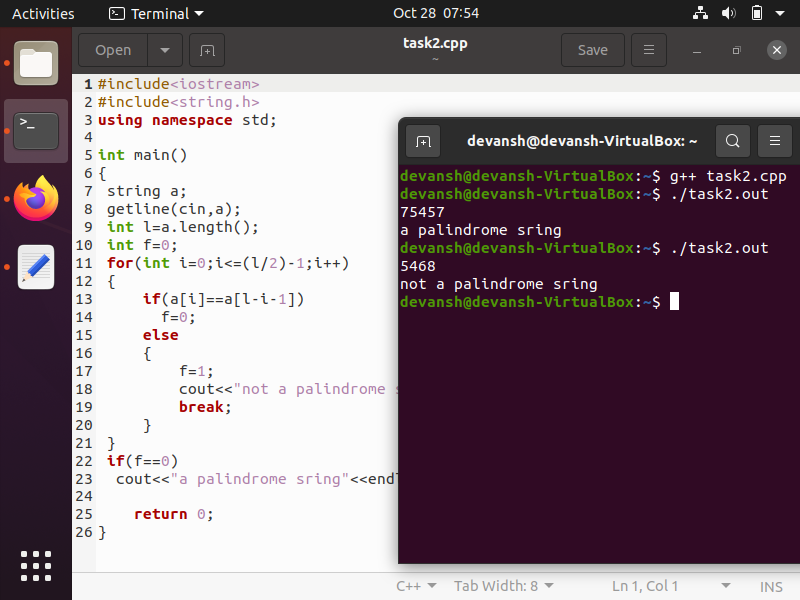 Activities Terminal Oct 28 07:54
Open task2.cpp Save
~
1 #include<iostream>
2 #include<string.h>
3 using namespace std;
4
5 int main()
6 {
7 string a;
8 getline(cin,a);
9 int l=a.length();
10 int f=0;
11 for(int i=0;i<=(l/2)-1;i++)
12 {
13 if(a[i]==a[l-i-1])
14 f=0;
15 else
16 {
17 f=1;
18 cout<<"not a palindrome s
19 break;
20 }
21 }
22 if(f==0)
23 cout<<"a palindrome sring"<<endl
24
25 return 0;
26 }
devansh@devansh-VirtualBox: ~
devansh@devansh-VirtualBox:~$ g++ task2.cpp
devansh@devansh-VirtualBox:~$ ./task2.out
75457
a palindrome sring
devansh@devansh-VirtualBox:~$ ./task2.out
5468
not a palindrome sring
devansh@devansh-VirtualBox:~$
C++ Tab Width: 8 Ln 1, Col 1 INS